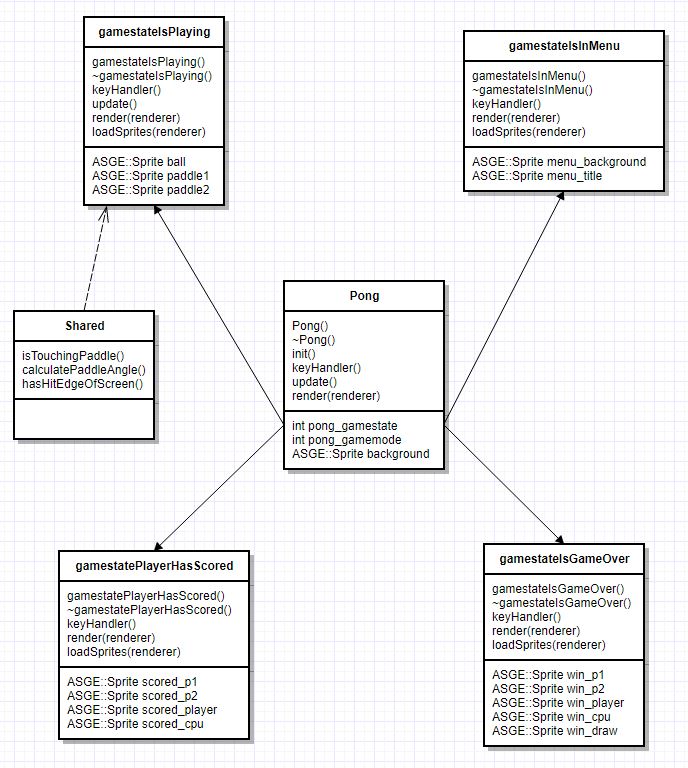 gamestateIsPlaying
gamestateIsPlaying()
~gamestateIsPlaying()
keyHandler()
update()
render(renderer)
loadSprites(renderer)
ASGE::Sprite ball
ASGE::Sprite paddle1
ASGE::Sprite paddle2
gamestateIsInMenu
gamestateIsInMenu()
~gamestateIsInMenu()
keyHandler()
render(renderer)
loadSprites(renderer)
ASGE::Sprite menu_background
ASGE::Sprite menu_title
Shared
isTouchingPaddle()
calculatePaddleAngle()
hasHitEdgeOfScreen()
Pong
Pong()
~Pong()
init()
keyHandler()
update()
render(renderer)
int pong_gamestate
int pong_gamemode
ASGE::Sprite background
gamestatePlayerHasScored
gamestatePlayerHasScored()
~gamestatePlayerHasScored()
keyHandler()
render(renderer)
loadSprites(renderer)
ASGE::Sprite scored_p1
ASGE::Sprite scored_p2
ASGE::Sprite scored_player
ASGE::Sprite scored_cpu
gamestateIsGameOver
gamestateIsGameOver()
~gamestateIsGameOver()
keyHandler()
render(renderer)
loadSprites(renderer)
ASGE::Sprite win_p1
ASGE::Sprite win_p2
ASGE::Sprite win_player
ASGE::Sprite win_cpu
ASGE::Sprite win_draw